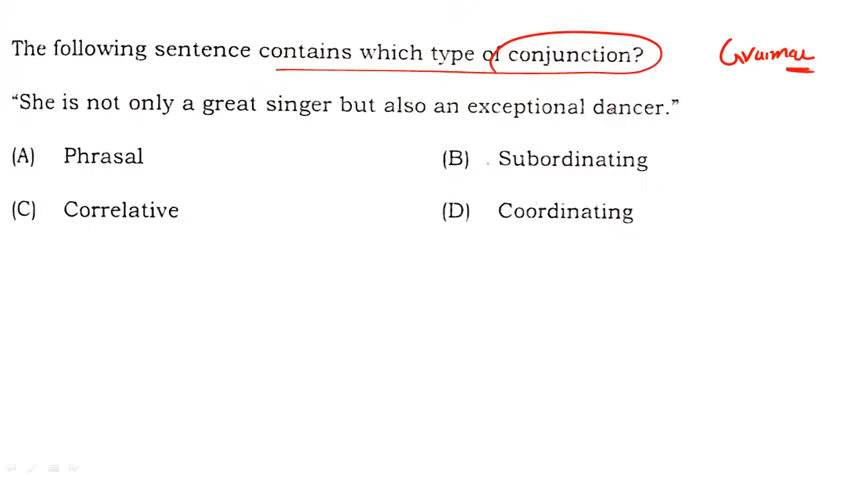 The following sentence contains which type of conjunction?
Grammar
“She is not only a great singer but also an exceptional dancer.”
(A) Phrasal
(B) Subordinating
(C) Correlative
(D) Coordinating